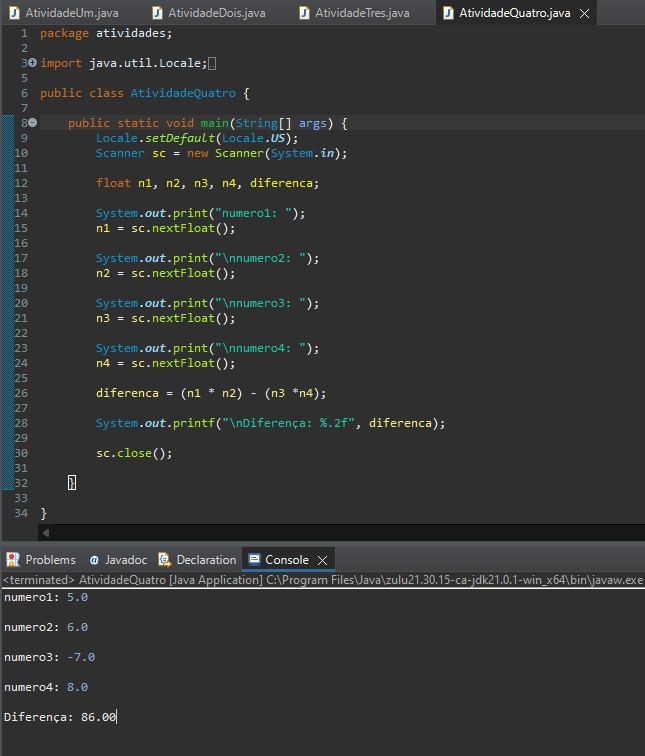 AtividadeUm.java AtividadeDois.java AtividadeTres.java AtividadeQuatro.java
1 package atividades;
2
3 import java.util.Locale;
5
6 public class AtividadeQuatro {
7
8 public static void main(String[] args) {
9 Locale.setDefault(Locale.US);
10 Scanner sc = new Scanner(System.in);
11
12 float n1, n2, n3, n4, diferenca;
13
14 System.out.print("numero1: ");
15 n1 = sc.nextFloat();
16
17 System.out.print("\nnumero2: ");
18 n2 = sc.nextFloat();
19
20 System.out.print("\nnumero3: ");
21 n3 = sc.nextFloat();
22
23 System.out.print("\nnumero4: ");
24 n4 = sc.nextFloat();
25
26 diferenca = (n1 * n2) - (n3 *n4);
27
28 System.out.printf("\nDiferença: %.2f", diferenca);
29
30 sc.close();
31
32 }
33
34 }
Problems Javadoc Declaration Console
<terminated> AtividadeQuatro [Java Application] C:\Program Files\Java\zulu21.30.15-ca-jdk21.0.1-win_x64\bin\javaw.exe
numero1: 5.0
numero2: 6.0
numero3: -7.0
numero4: 8.0
Diferença: 86.00